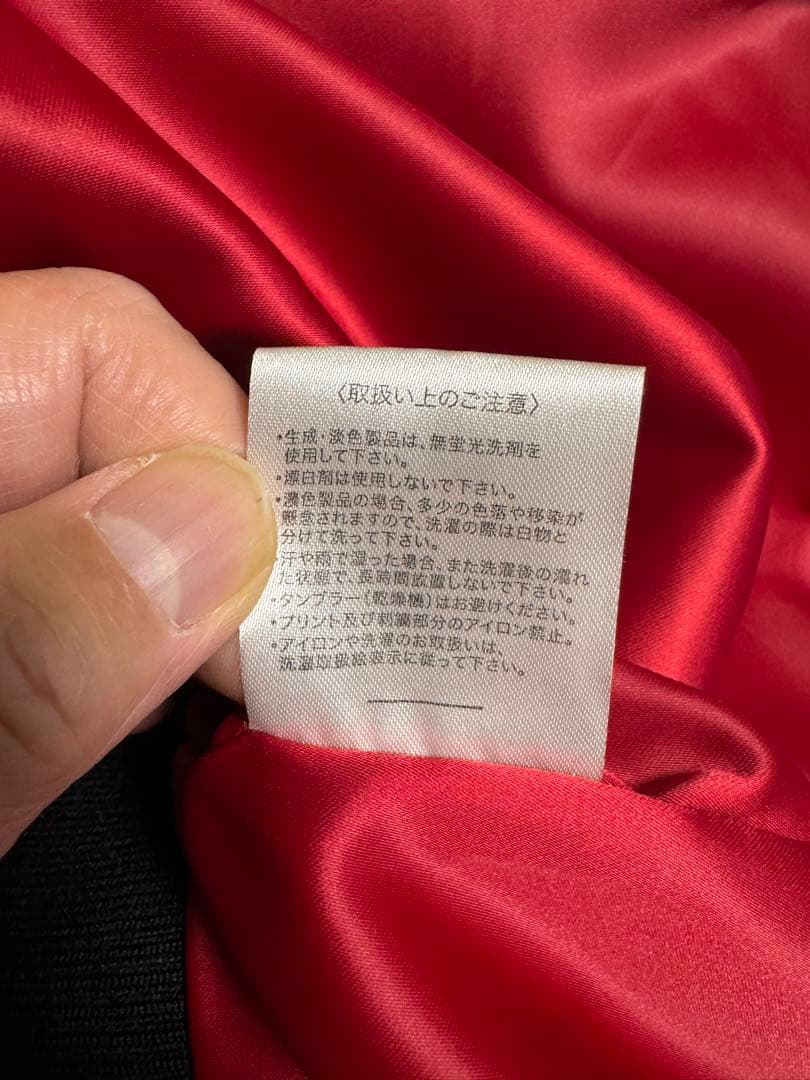 〈取扱い上のご注意〉
・生成・淡色製品は、無蛍光洗剤を
使用して下さい。
・漂白剤は使用しないで下さい。
・濃色製品の場合、多少の色落や移染が
懸念されますので、洗濯の際は白物と
分けて洗って下さい。
汗や雨で湿った場合、また洗濯後の濡れ
た状態で、長時間放置しないで下さい。
・タンブラー(乾燥機)はお避けください。
・プリント及び刺繍部分のアイロン禁止。
・アイロンや洗濯のお取扱いは、
洗濯取扱絵表示に従って下さい。